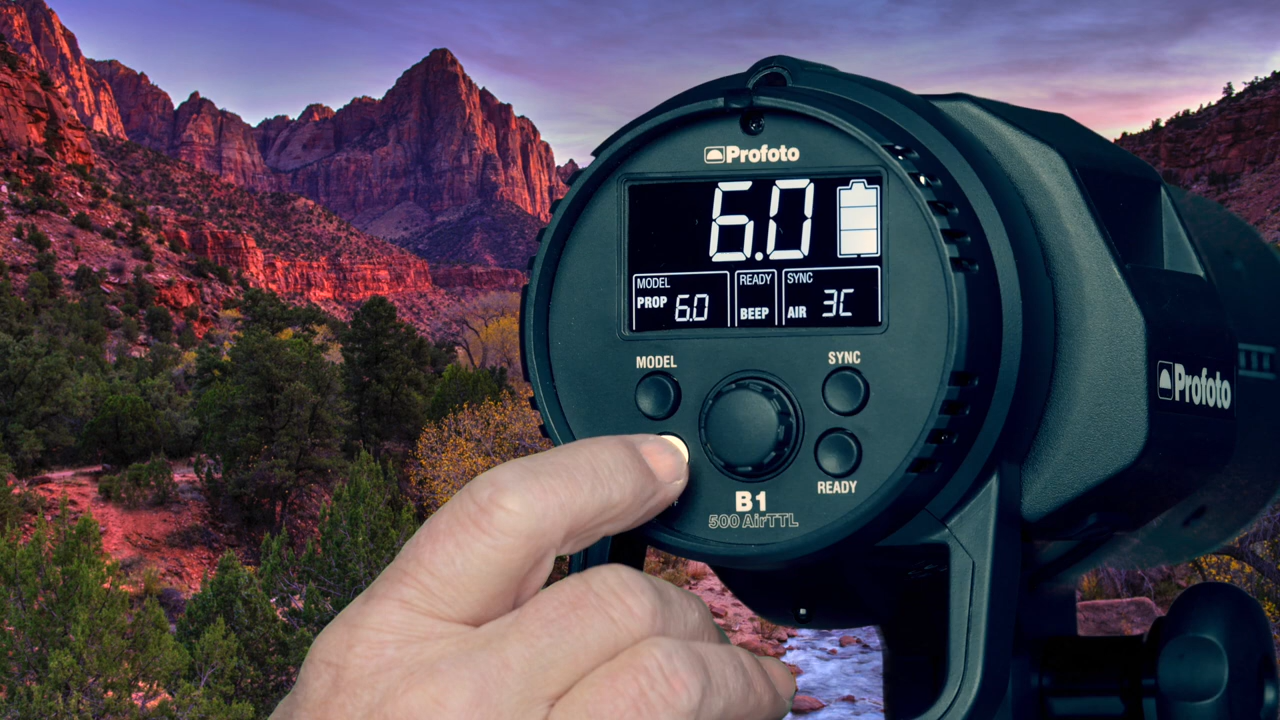 Profoto
6.0
MODEL READY SYNC
PROP 6.0 BEEP AIR 3C
MODEL SYNC
READY
B1
500 AirTTL
Profoto